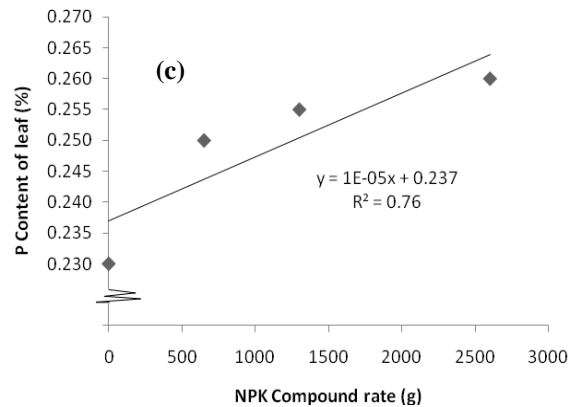 0.270
0.265
(c)
0.260
0.255
0.250
0.245
0.240
0.235
0.230
P Content of leaf (%)
y = 1E-05x + 0.237
R² = 0.76
0 500 1000 1500 2000 2500 3000
NPK Compound rate (g)